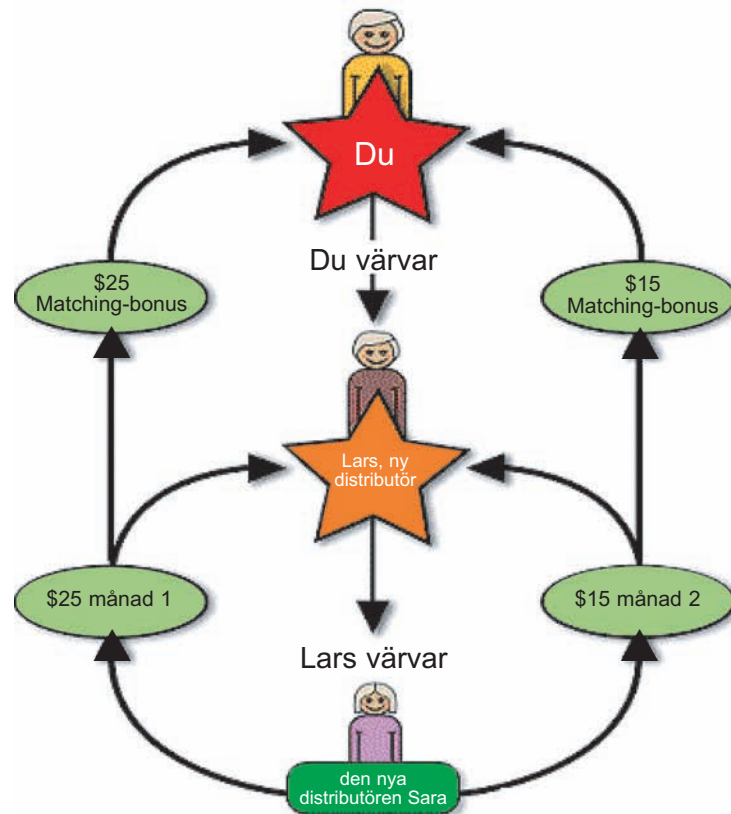 Du
Du värvar
$25
Matching-bonus
$15
Matching-bonus
Lars, ny
distributör
$25 månad 1
$15 månad 2
Lars värvar
den nya
distributören Sara